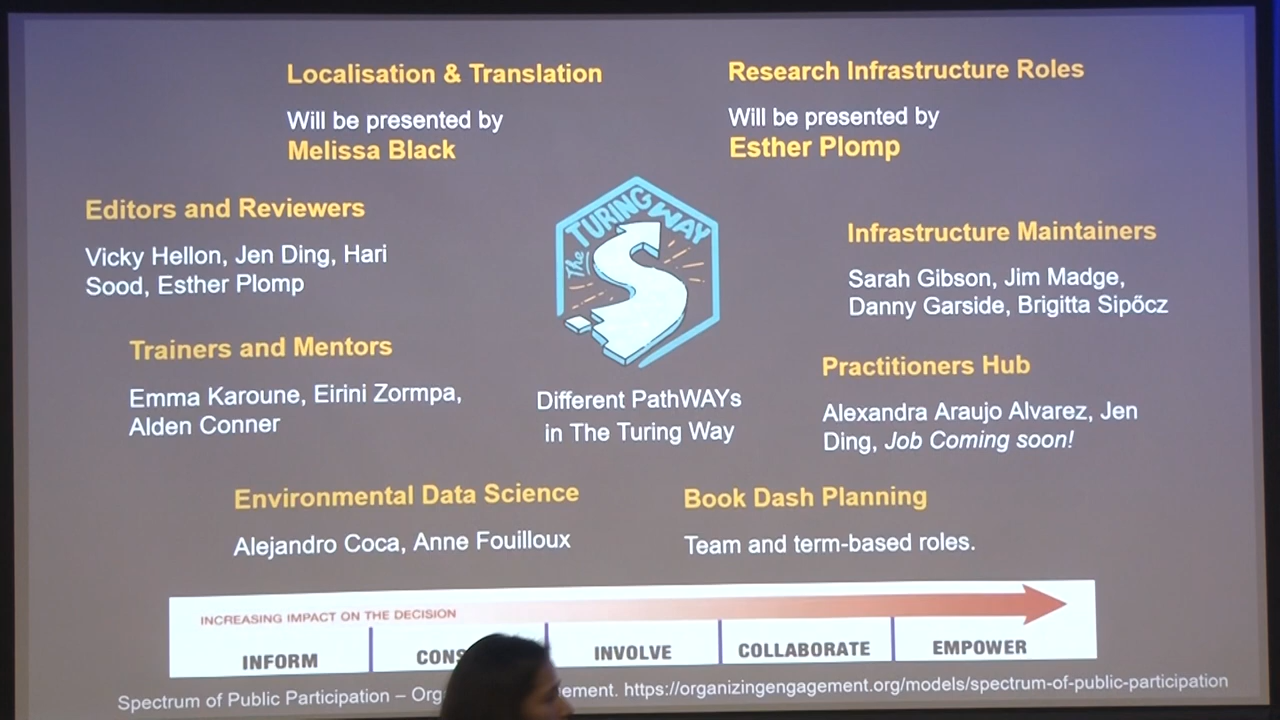 Localisation & Translation
Will be presented by
Melissa Black
Research Infrastructure Roles
Will be presented by
Esther Plomp
Editors and Reviewers
Vicky Hellon, Jen Ding, Hari
Sood, Esther Plomp
The TURING WAY
Infrastructure Maintainers
Sarah Gibson, Jim Madge,
Danny Garside, Brigitta Sipőcz
Trainers and Mentors
Emma Karoune, Eirini Zormpa,
Alden Conner
Different PathWAYs
in The Turing Way
Practitioners Hub
Alexandra Araujo Alvarez, Jen
Ding, Job Coming soon!
Environmental Data Science
Alejandro Coca, Anne Fouilloux
Book Dash Planning
Team and term-based roles.
INCREASING IMPACT ON THE DECISION
INFORM
INVOLVE
COLLABORATE
EMPOWER
Spectrum of Public Participation – https://organizingengagement.org/models/spectrum-of-public-participation